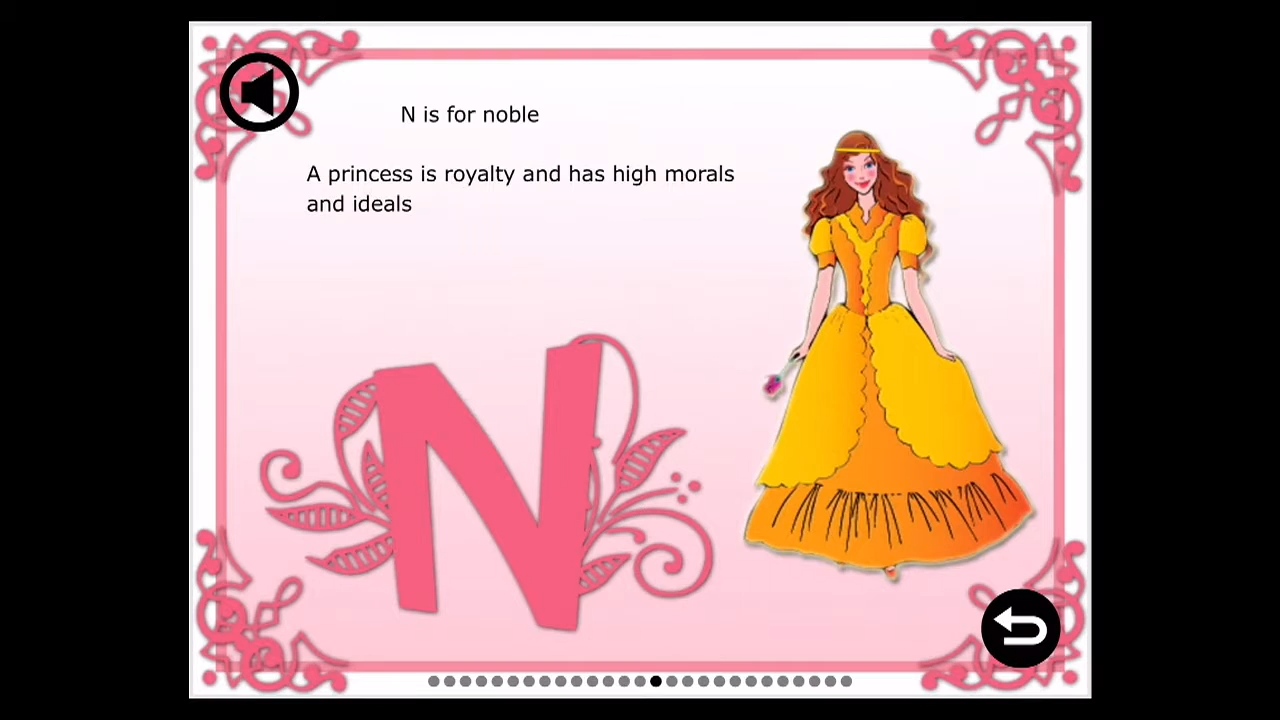 N is for noble
A princess is royalty and has high morals
and ideals
N